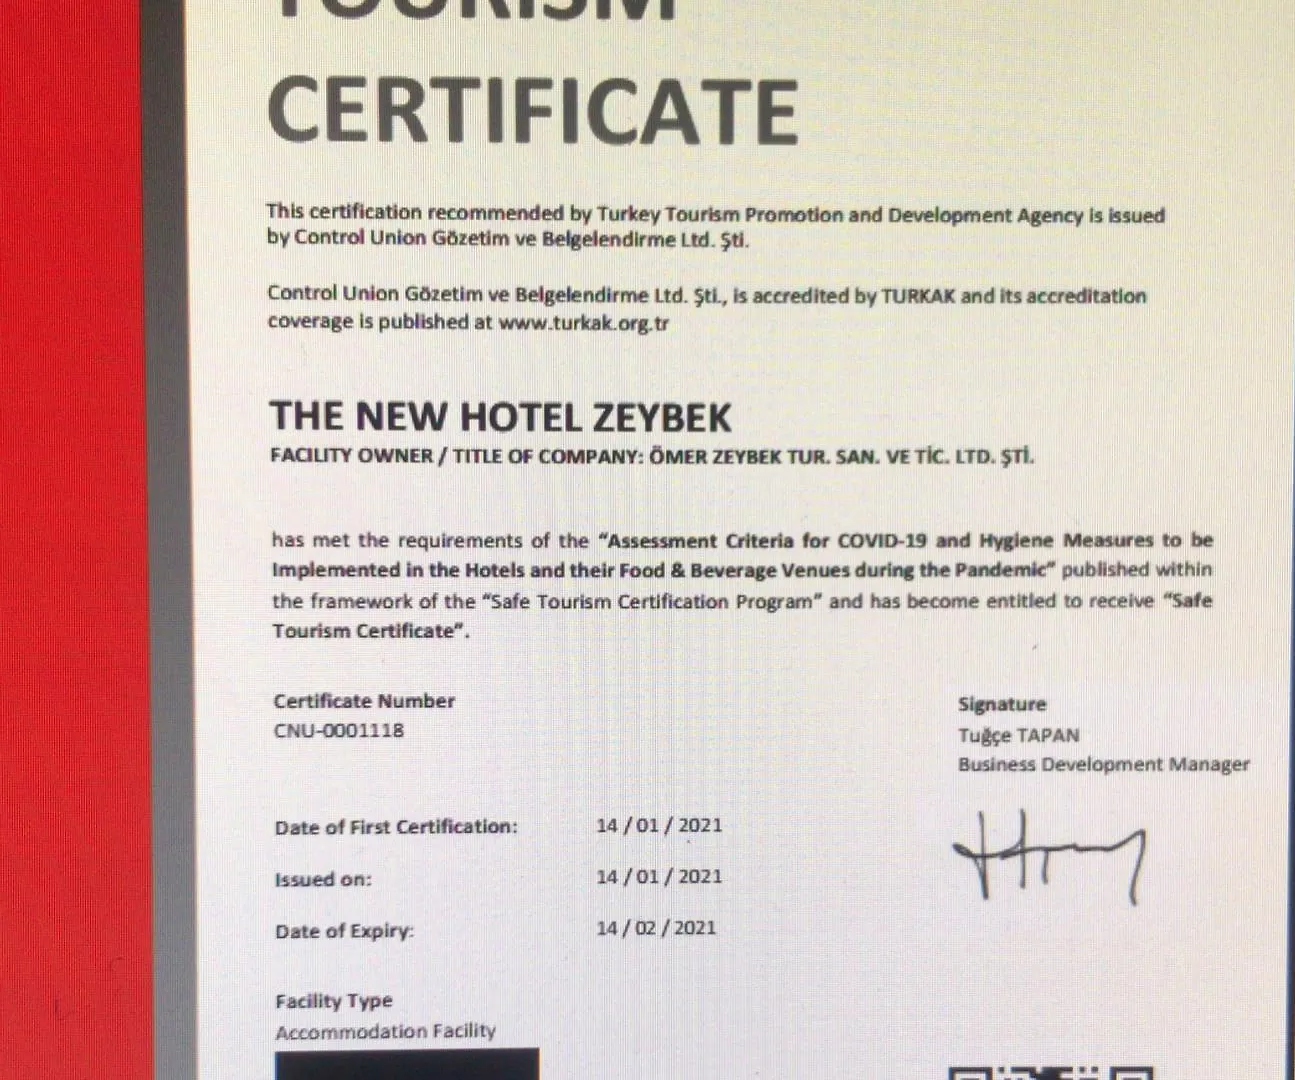 TOURISM
CERTIFICATE
This certification recommended by Turkey Tourism Promotion and Development Agency is issued
by Control Union Gözetim ve Belgelendirme Ltd. Şti.
Control Union Gözetim ve Belgelendirme Ltd. Şti., is accredited by TURKAK and its accreditation
coverage is published at www.turkak.org.tr
THE NEW HOTEL ZEYBEK
FACILITY OWNER / TITLE OF COMPANY: ÖMER ZEYBEK TUR. SAN. VE TİC. LTD. ŞTİ.
has met the requirements of the “Assessment Criteria for COVID-19 and Hygiene Measures to be
Implemented in the Hotels and their Food & Beverage Venues during the Pandemic” published within
the framework of the “Safe Tourism Certification Program” and has become entitled to receive “Safe
Tourism Certificate”.
Certificate Number
CNU-0001118
Signature
Tuğçe TAPAN
Business Development Manager
Date of First Certification: 14 / 01 / 2021
Issued on: 14 / 01 / 2021
Date of Expiry: 14 / 02 / 2021
Facility Type
Accommodation Facility